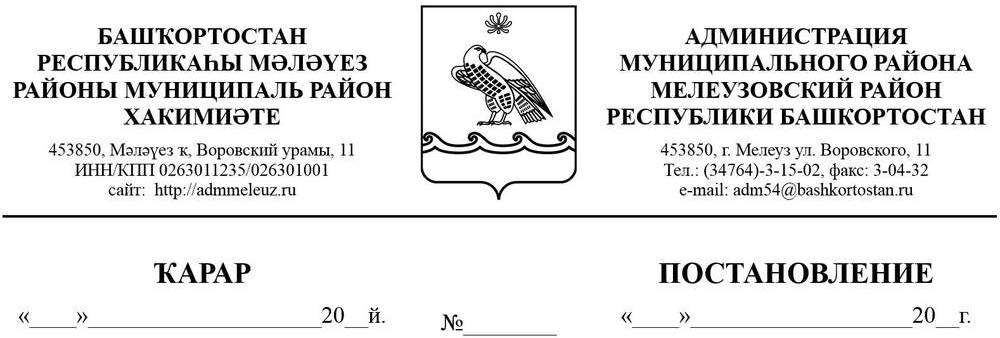 БАШҠОРТОСТАН
РЕСПУБЛИКАҺЫ МӘЛӘҮЕЗ
РАЙОНЫ МУНИЦИПАЛЬ РАЙОН
ХАКИМИӘТЕ
453850, Мәләүез ҡ, Воровский урамы, 11
ИНН/КПП 0263011235/026301001
сайт: http://admmeleuz.ru
АДМИНИСТРАЦИЯ
МУНИЦИПАЛЬНОГО РАЙОНА
МЕЛЕУЗОВСКИЙ РАЙОН
РЕСПУБЛИКИ БАШКОРТОСТАН
453850, г. Мелеуз ул. Воровского, 11
Тел.: (34764)-3-15-02, факс: 3-04-32
e-mail: adm54@bashkortostan.ru
ҠАРАР
ПОСТАНОВЛЕНИЕ
«____»____________________20__й.
№________
«____»___________________20__г.